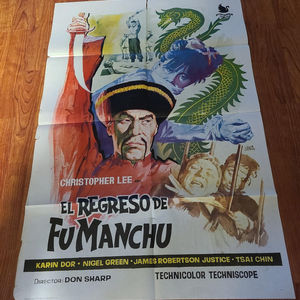 CHRISTOPHER LEE
EL REGRESO DE
FU MANCHU
KARIN DOR - NIGEL GREEN - JAMES ROBERTSON JUSTICE - TSAI CHIN
Director: DON SHARP
TECHNICOLOR TECHNISCOPE